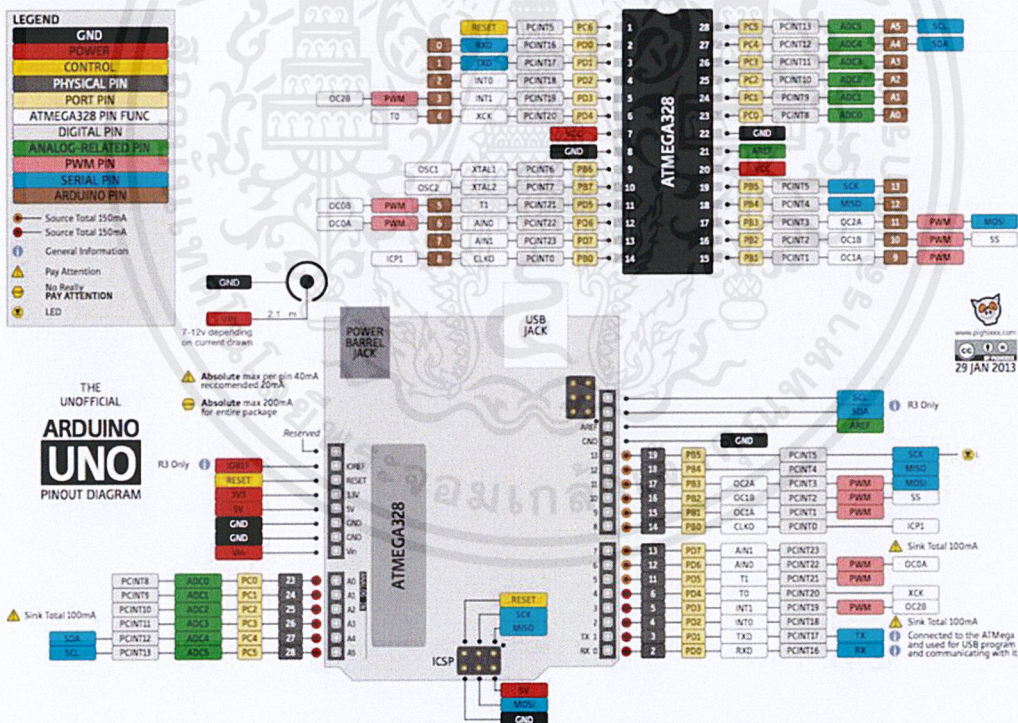 LEGEND
GND
POWER
CONTROL
PHYSICAL PIN
PORT PIN
ATMEGA328 PIN FUNC
DIGITAL PIN
ANALOG-RELATED PIN
PWM PIN
SERIAL PIN
ARDUINO PIN
Source Total 150mA
Source Total 150mA
General Information
Pay Attention
No Really
PAY ATTENTION
LED
RESET PCINT5 PC6 1
0 RXD PCINT16 PD0 2
1 TXD PCINT17 PD1 3
2 INT0 PCINT18 PD2 4
OC2B PWM 3 INT1 PCINT19 PD3 5
T0 4 XCK PCINT20 PD4 6
VCC 7
GND 8
OSC1 XTAL1 PCINT6 PB6 9
OSC2 XTAL2 PCINT7 PB7 10
OC0B PWM 5 T1 PCINT21 PD5 11
OC0A PWM 6 AIN0 PCINT22 PD6 12
7 AIN1 PCINT23 PD7 13
ICP1 8 CLKO PCINT0 PB0 14
ATMEGA328
28 PC5 PCINT13 ADC5 A5 SCL
27 PC4 PCINT12 ADC4 A4 SDA
26 PC3 PCINT11 ADC3 A3
25 PC2 PCINT10 ADC2 A2
24 PC1 PCINT9 ADC1 A1
23 PC0 PCINT8 ADC0 A0
22 GND
21 AREF
20 VCC
19 PB5 PCINT5 SCK 13
18 PB4 PCINT4 MISO 12
17 PB3 PCINT3 OC2A 11 PWM MOSI
16 PB2 PCINT2 OC1B 10 PWM SS
15 PB1 PCINT1 OC1A 9 PWM
www.pighixxx.com
BY PIGHIXXX
29 JAN 2013
GND
2.1
7-12v depending
on current drawn
POWER
BARREL
JACK
USB
JACK
Absolute max per pin 40mA
reccomended 20mA
Absolute max 200mA
for entire package
THE
UNOFFICIAL
ARDUINO
UNO
PINOUT DIAGRAM
Reserved
R3 Only IOREF IOREF
RESET RESET
3V3 3.3V
5V 5V
GND GND
GND GND
Vin Vin
ATMEGA328
PCINT8 ADC0 PC0 23 A0
PCINT9 ADC1 PC1 24 A1
PCINT10 ADC2 PC2 25 A2
PCINT11 ADC3 PC3 26 A3
SDA PCINT12 ADC4 PC4 27 A4
SCL PCINT13 ADC5 PC5 28 A5
Sink Total 100mA
SCL
SDA R3 Only
AREF AREF
GND GND
13 19 PB5 PCINT5 SCK L
12 18 PB4 PCINT4 MISO
11 17 PB3 OC2A PCINT3 PWM MOSI
10 16 PB2 OC1B PCINT2 PWM SS
9 15 PB1 OC1A PCINT1 PWM
8 14 PB0 CLKO PCINT0 ICP1
Sink Total 100mA
7 13 PD7 AIN1 PCINT23
6 12 PD6 AIN0 PCINT22 PWM OC0A
5 11 PD5 T1 PCINT21 PWM
4 6 PD4 T0 PCINT20 XCK
3 5 PD3 INT1 PCINT19 PWM OC2B
2 4 PD2 INT0 PCINT18
Sink Total 100mA
TX 1 3 PD1 TXD PCINT17 TX
RX 0 2 PD0 RXD PCINT16 RX
Connected to the ATMega
and used for USB program
and communicating with it
RESET
SCK
MISO
ICSP
5V
MOSI
GND